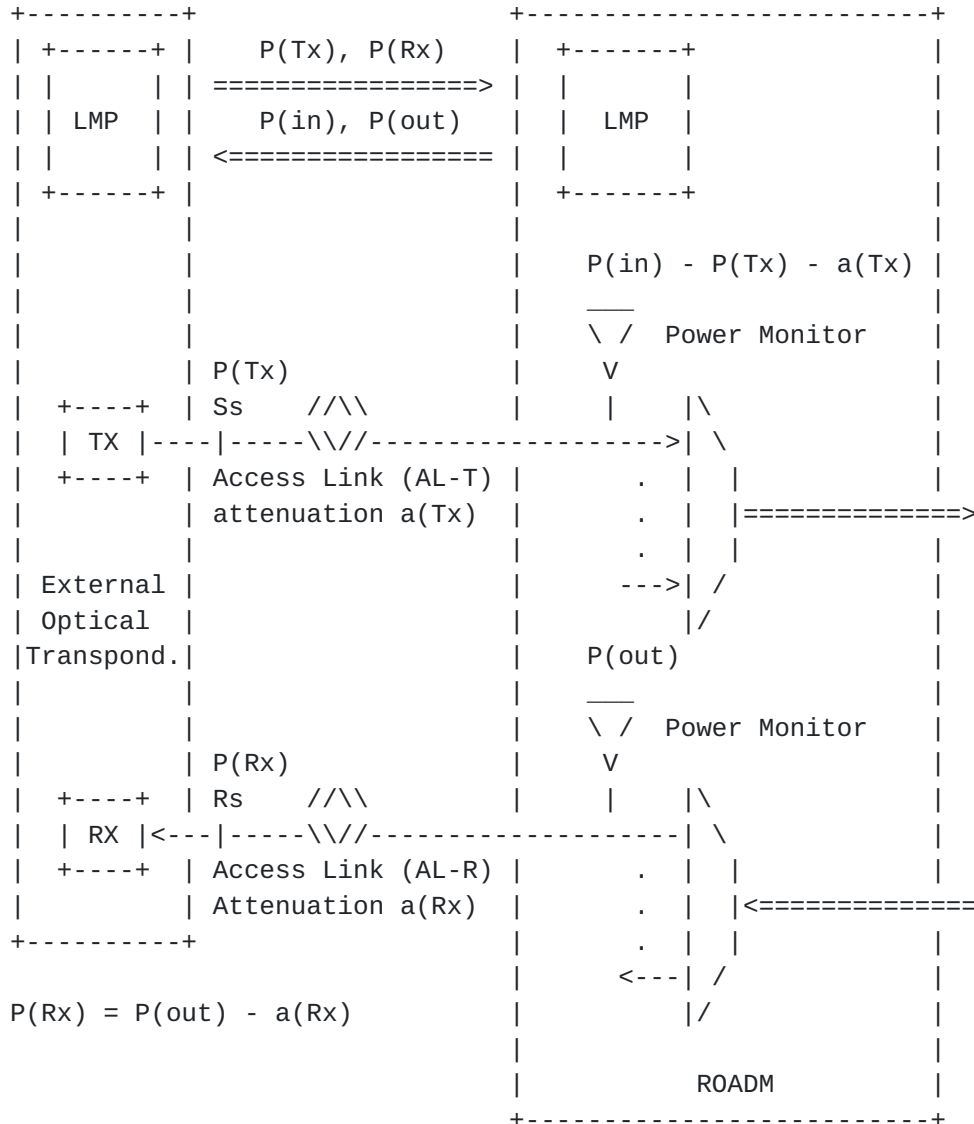 P(Tx), P(Rx)
LMP P(in), P(out) LMP
P(in) - P(Tx) - a(Tx)
Power Monitor
P(Tx)
Ss
TX
Access Link (AL-T)
attenuation a(Tx)
External
Optical
Transpond.
P(out)
Power Monitor
P(Rx)
Rs
RX
Access Link (AL-R)
Attenuation a(Rx)
P(Rx) = P(out) - a(Rx)
ROADM